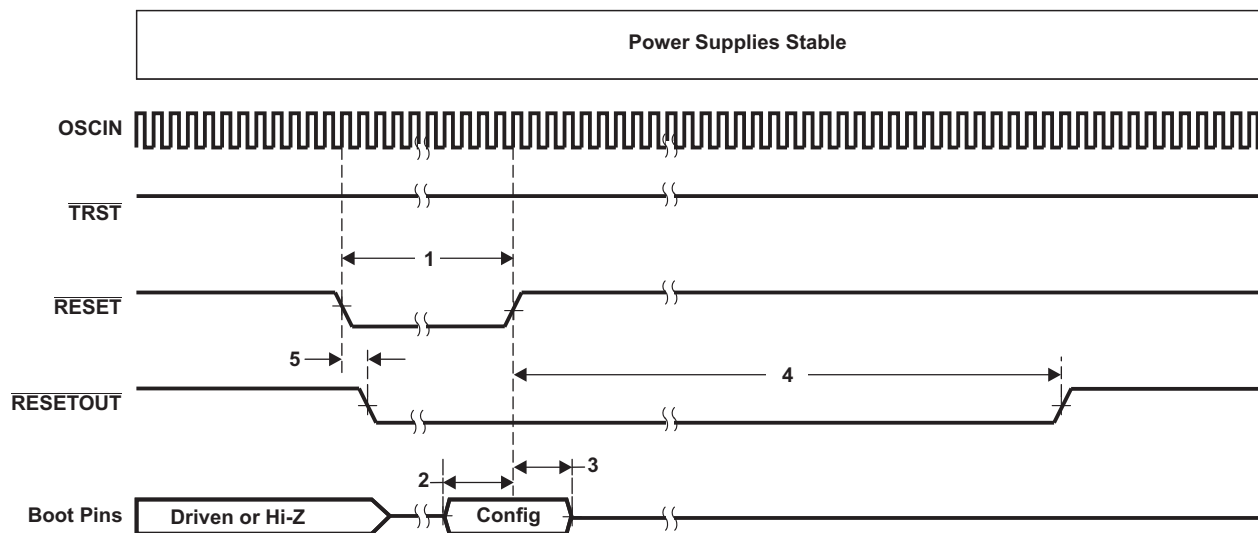 Power Supplies Stable
OSCIN
TRST
1
RESET
5
4
RESETOUT
2
3
Boot Pins
Driven or Hi-Z
Config